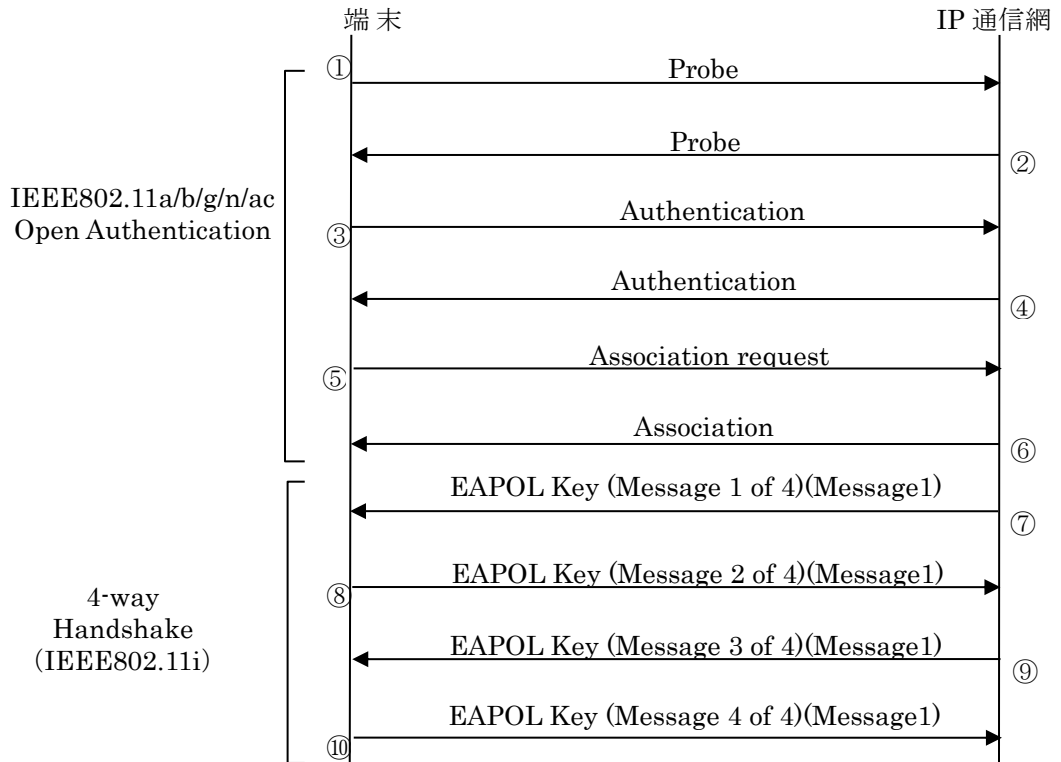 端 末
IP 通信網
①
Probe
Probe
②
IEEE802.11a/b/g/n/ac
Open Authentication
Authentication
③
Authentication
④
Association request
⑤
Association
⑥
EAPOL Key (Message 1 of 4)(Message1)
⑦
EAPOL Key (Message 2 of 4)(Message1)
⑧
4-way
Handshake
(IEEE802.11i)
EAPOL Key (Message 3 of 4)(Message1)
⑨
EAPOL Key (Message 4 of 4)(Message1)
⑩